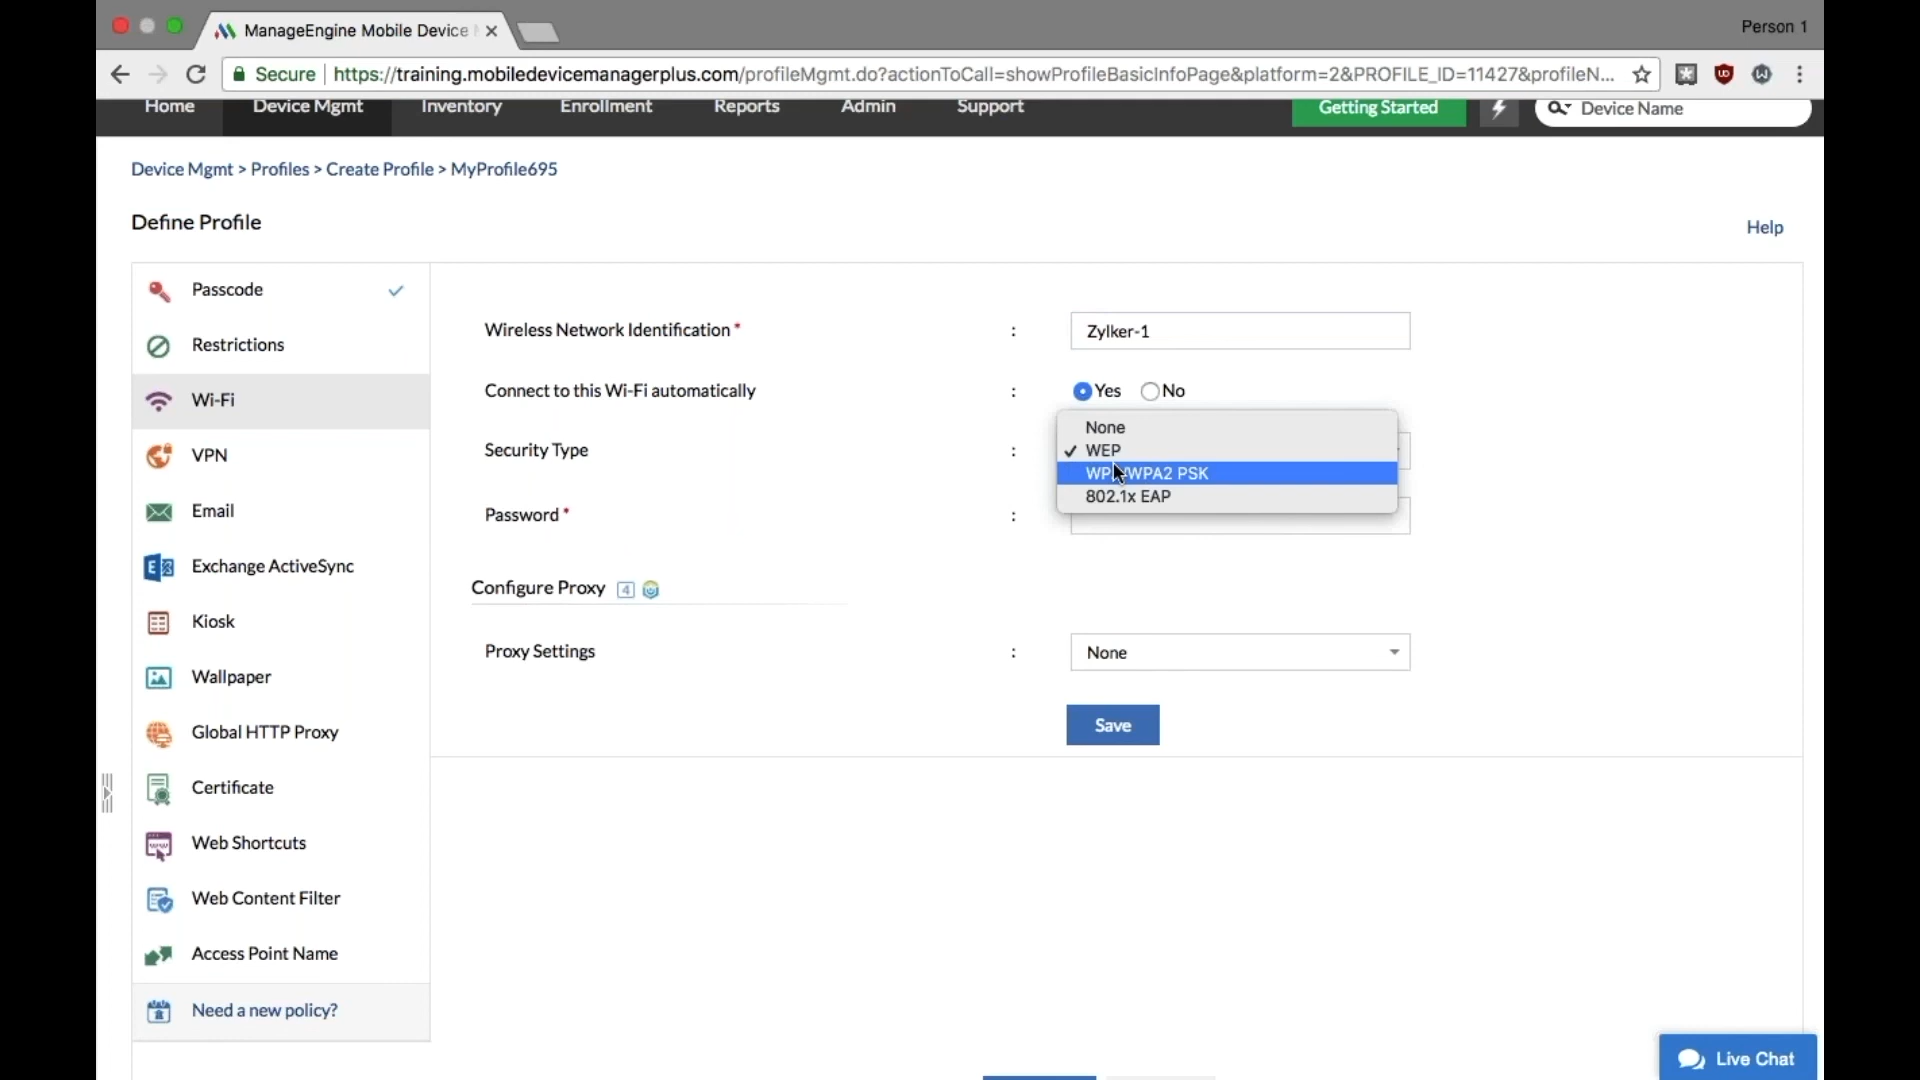 ManageEngine Mobile Device
Person 1
Secure
https://training.mobiledevicemanagerplus.com/profileMgmt.do?actionToCall=showProfileBasicInfoPage&platform=2&PROFILE_ID=11427&profileN...
Home
Device Mgmt
Inventory
Enrollment
Reports
Admin
Support
Getting Started
Device Name
Device Mgmt > Profiles > Create Profile > MyProfile695
Define Profile
Help
Passcode
Restrictions
Wi-Fi
VPN
Email
Exchange ActiveSync
Kiosk
Wallpaper
Global HTTP Proxy
Certificate
Web Shortcuts
Web Content Filter
Access Point Name
Need a new policy?
Wireless Network Identification * : Zylker-1
Connect to this Wi-Fi automatically : Yes No
Security Type :
None
WEP
WPA2 PSK
802.1x EAP
Password * :
Configure Proxy 4
Proxy Settings : None
Save
Live Chat